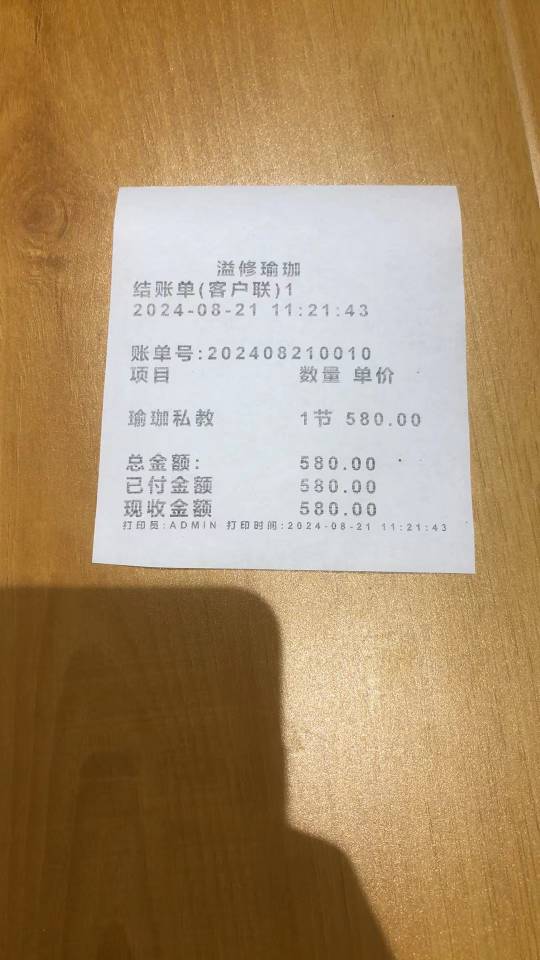 溢修瑜珈
结账单(客户联)1
2024-08-21 11:21:43
账单号:202408210010
项目 数量 单价
瑜珈私教 1节 580.00
总金额: 580.00
已付金额 580.00
现收金额 580.00
打印员:ADMIN 打印时间:2024-08-21 11:21:43